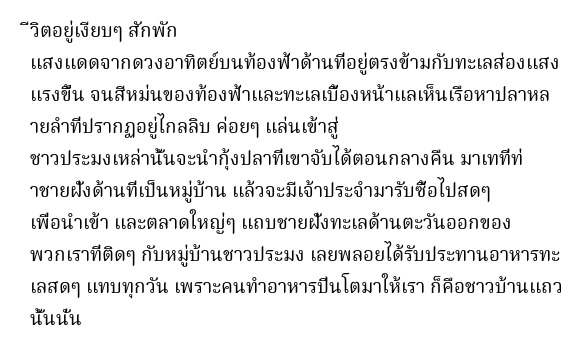 ีวิตอยู่เงียบๆ สักพัก
แสงแดดจากดวงอาทิตย์บนท้องฟ้าด้านที่อยู่ตรงข้ามกับทะเลส่องแสง
แรงขึ้น จนสีหม่นของท้องฟ้าและทะเลเบื้องหน้าแลเห็นเรือหาปลาหล
ายลำที่ปรากฏอยู่ไกลลิบ ค่อยๆ แล่นเข้าสู่
ชาวประมงเหล่านั้นจะนำกุ้งปลาที่เขาจับได้ตอนกลางคืน มาเทที่ท่
าชายฝั่งด้านที่เป็นหมู่บ้าน แล้วจะมีเจ้าประจำมารับซื้อไปสดๆ
เพื่อนำเข้า และตลาดใหญ่ๆ แถบชายฝั่งทะเลด้านตะวันออกของ
พวกเราที่ติดๆ กับหมู่บ้านชาวประมง เลยพลอยได้รับประทานอาหารทะ
เลสดๆ แทบทุกวัน เพราะคนทำอาหารปิ่นโตมาให้เรา ก็คือชาวบ้านแถว
นั้นนั่น